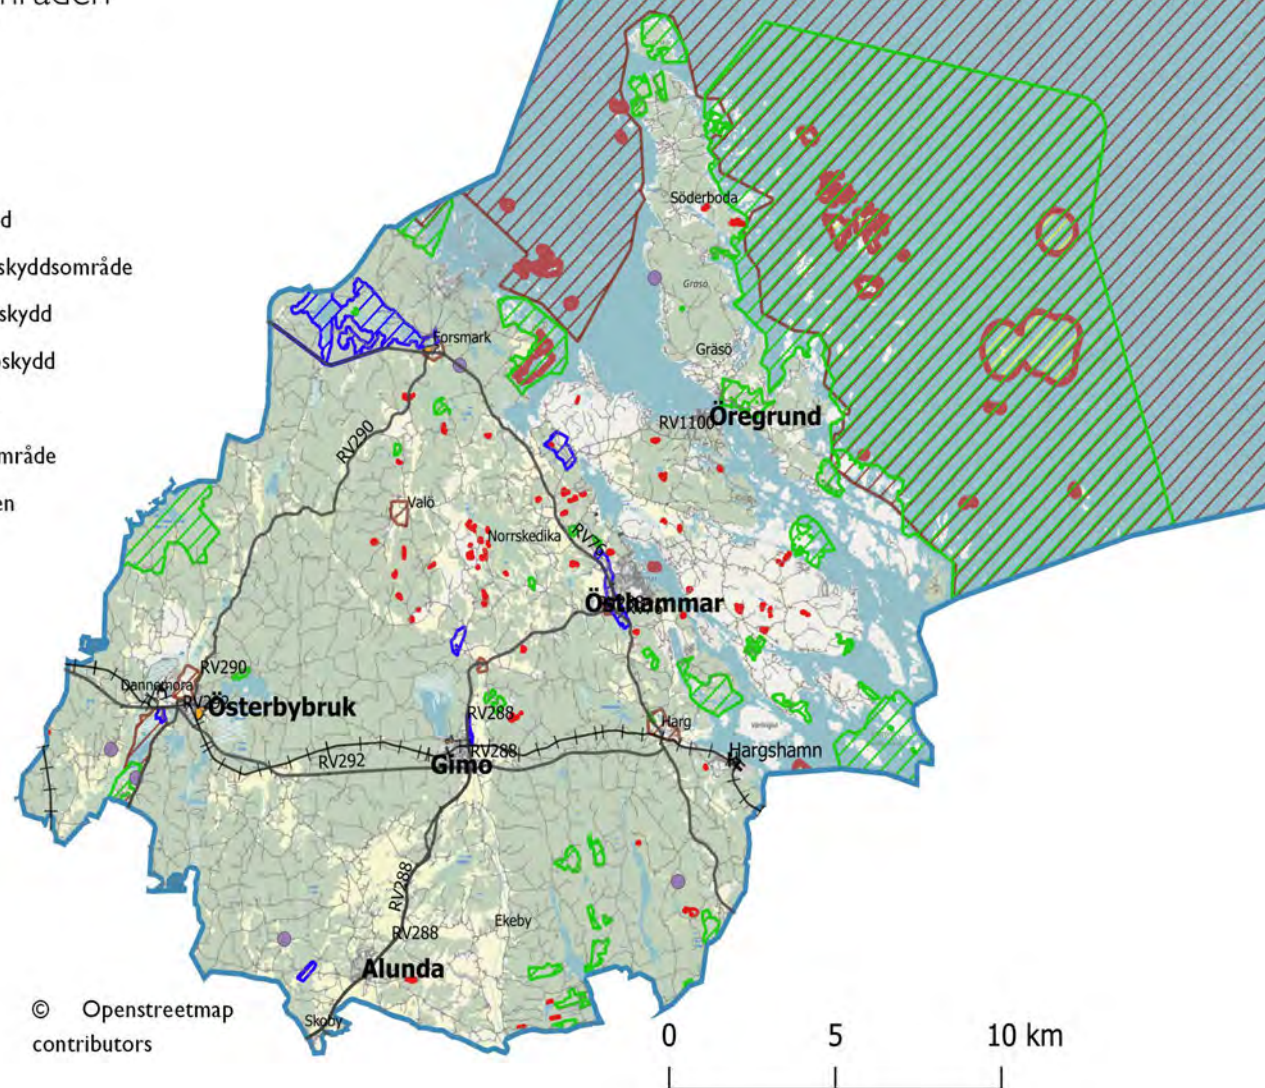 Söderboda
d
skyddsområde
Gräsö
skydd
Forsmark
Gräsö
skydd
Öregrund
RV1100
RV290
område
Valö
en
Norrskedika
RV76
Östhammar
RV290
Dannemora
Österbybruk
RV288
Harg
RV288
Hargshamn
RV292
Gimo
RV288
Ekeby
RV288
Alunda
© Openstreetmap
contributors
Skoby
0 5 10 km